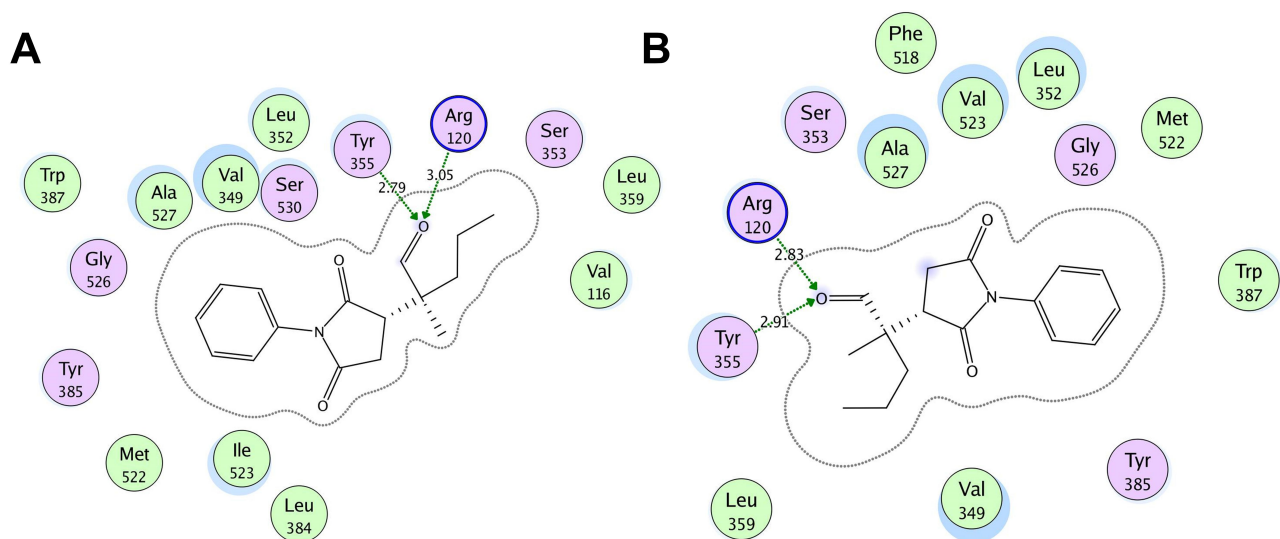 A
Leu
352
Tyr
355
Arg
120
Ser
353
Trp
387
Ala
527
Val
349
Ser
530
2.79
3.05
Leu
359
O
O
Gly
526
Val
116
N
Tyr
385
O
Met
522
Ile
523
Leu
384
B
Phe
518
Leu
352
Val
523
Ser
353
Met
522
Ala
527
Gly
526
Arg
120
O
2.83
Trp
387
O
N
2.91
Tyr
355
O
Tyr
385
Leu
359
Val
349